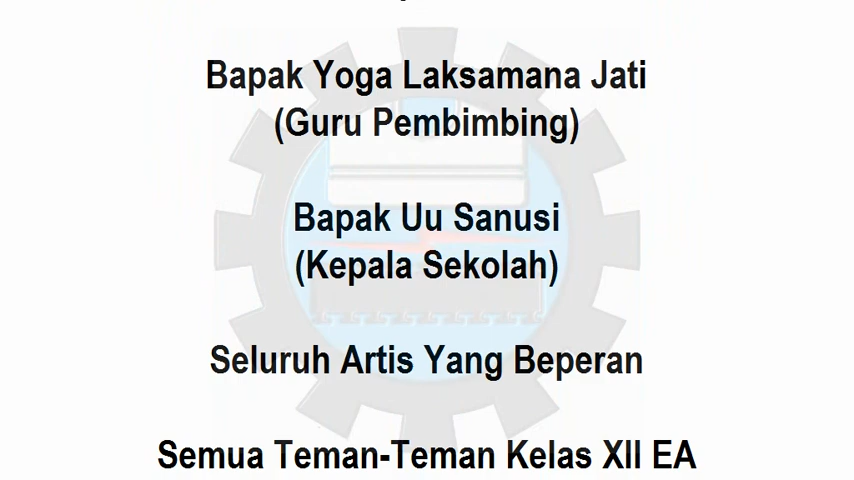 Bapak Yoga Laksamana Jati
(Guru Pembimbing)
Bapak Uu Sanusi
(Kepala Sekolah)
Seluruh Artis Yang Beperan
Semua Teman-Teman Kelas XII EA